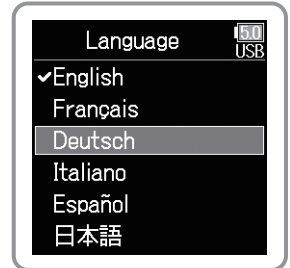 Language
5.0
USB
✔English
Français
Deutsch
Italiano
Español
日本語